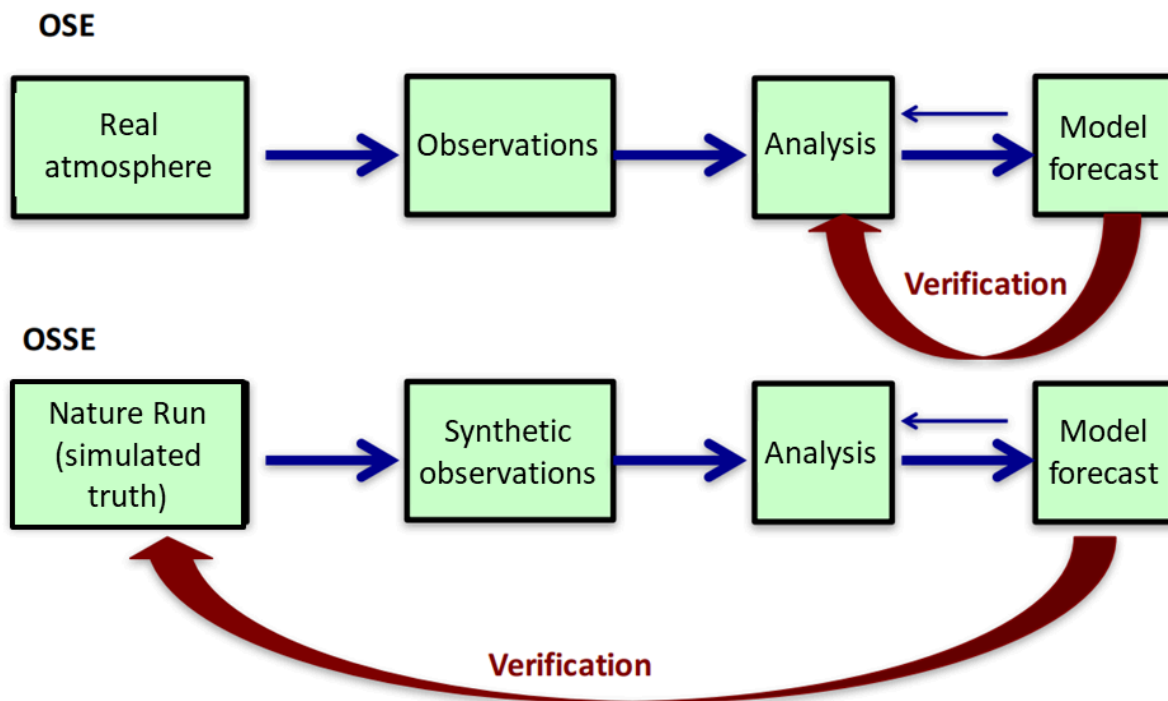 OSE
Real
atmosphere
Observations
Analysis
Model
forecast
Verification
OSSE
Nature Run
(simulated
truth)
Synthetic
observations
Analysis
Model
forecast
Verification